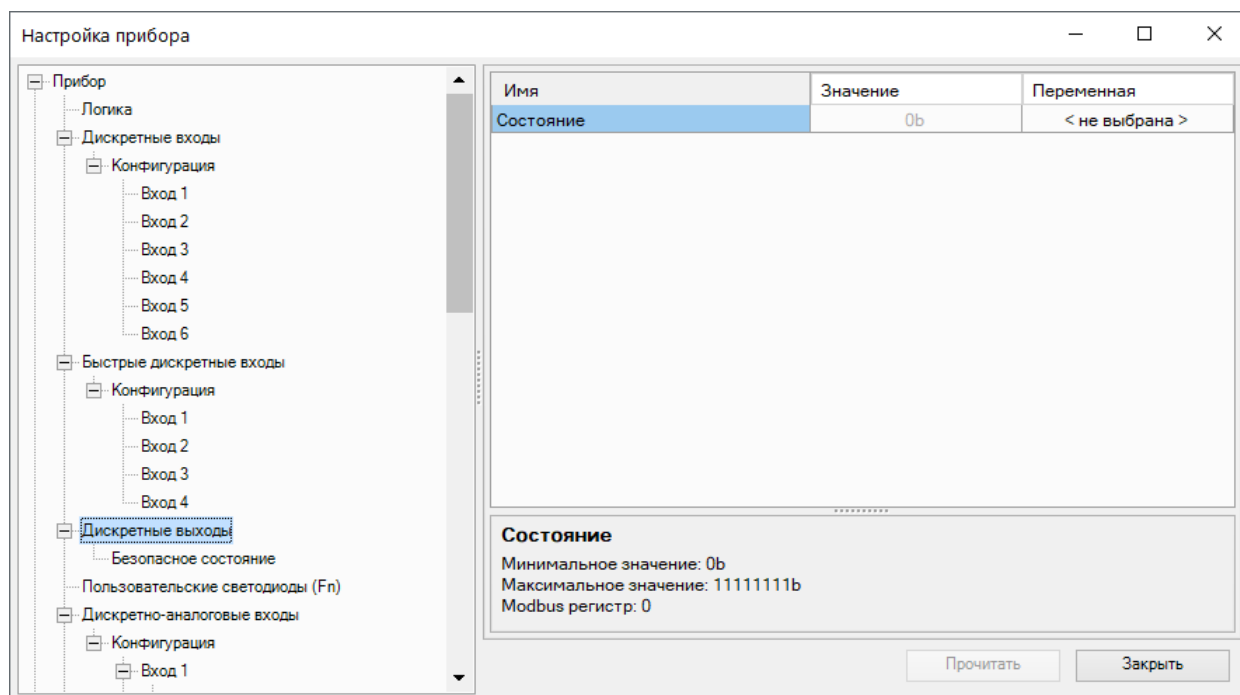 Настройка прибора
Прибор
Логика
Дискретные входы
Конфигурация
Вход 1
Вход 2
Вход 3
Вход 4
Вход 5
Вход 6
Быстрые дискретные входы
Конфигурация
Вход 1
Вход 2
Вход 3
Вход 4
Дискретные выходы
Безопасное состояние
Пользовательские светодиоды (Fn)
Дискретно-аналоговые входы
Конфигурация
Вход 1
Имя Значение Переменная
Состояние 0b < не выбрана >
Состояние
Минимальное значение: 0b
Максимальное значение: 11111111b
Modbus регистр: 0
Прочитать Закрыть